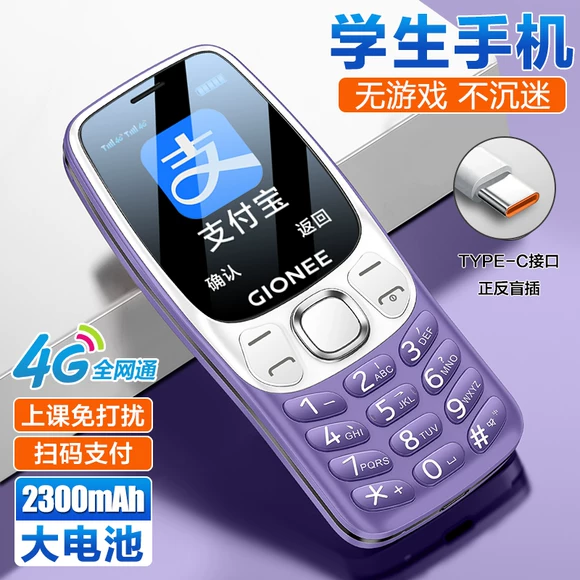 学生手机
无游戏 不沉迷
TYPE-C接口
正反盲插
支
支付宝
确认 返回
GIONEE
1
2 ABC
3 DEF
4 GHI
5 JKL
6 MNO
7 PQRS
8 TUV
9 WXYZ
* +
0
#
4G全网通
上课免打扰
扫码支付
2300mAh
大电池